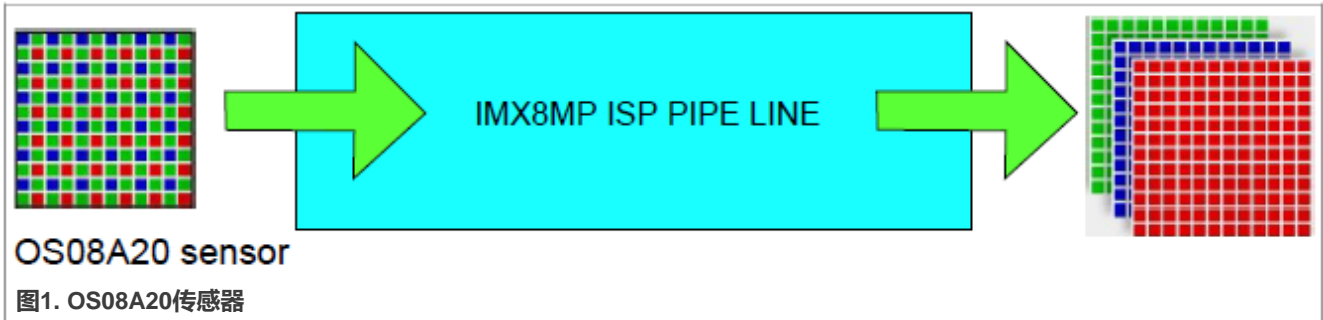 IMX8MP ISP PIPE LINE
OS08A20 sensor
图1. OS08A20传感器